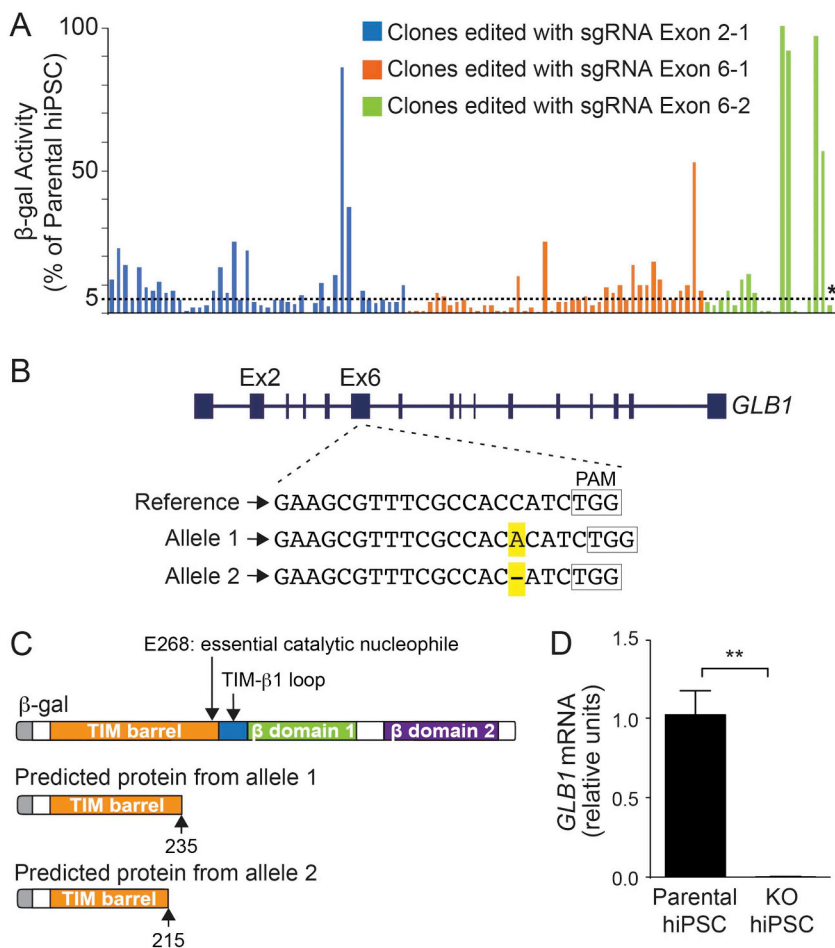 A
β-gal Activity
(% of Parental hiPSC)
100
50
5
Clones edited with sgRNA Exon 2-1
Clones edited with sgRNA Exon 6-1
Clones edited with sgRNA Exon 6-2
*
B
Ex2
Ex6
GLB1
PAM
Reference GAAGCGTTTCGCCACCATCTGG
Allele 1 GAAGCGTTTCGCCACACATCTGG
Allele 2 GAAGCGTTTCGCCAC-ATCTGG
C
E268: essential catalytic nucleophile
TIM-β1 loop
β-gal
TIM barrel
β domain 1
β domain 2
Predicted protein from allele 1
TIM barrel
235
Predicted protein from allele 2
TIM barrel
215
D
GLB1 mRNA
(relative units)
1.5
1.0
0.5
0.0
**
Parental
hiPSC
KO
hiPSC